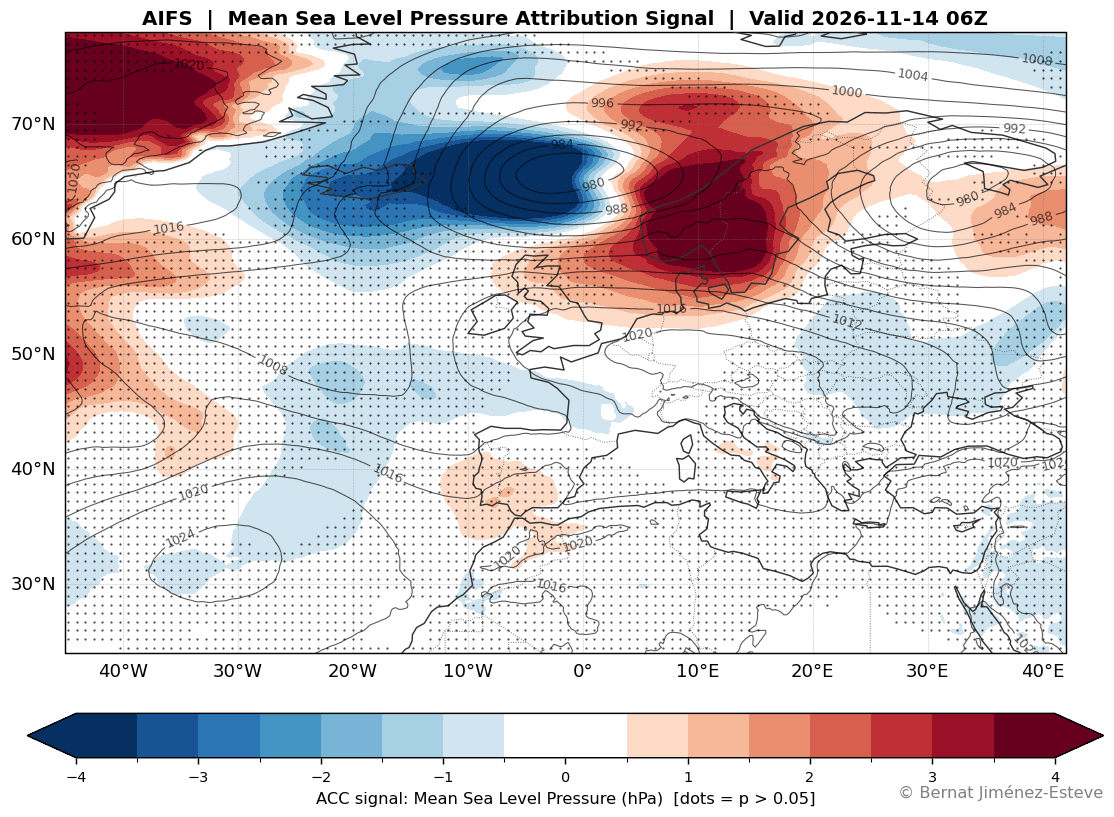 AIFS | Mean Sea Level Pressure Attribution Signal | Valid 2026-11-14 06Z
1020
1008
1004
1000
996
992
992
984
980
988
980
984
988
1020
1016
1016
1012
1020
1008
1016
1020
1020
1020
1024
1020
1020
1016
70°N
60°N
50°N
40°N
30°N
40°W 30°W 20°W 10°W 0° 10°E 20°E 30°E 40°E
−4 −3 −2 −1 0 1 2 3 4
ACC signal: Mean Sea Level Pressure (hPa) [dots = p > 0.05]
© Bernat Jiménez-Esteve